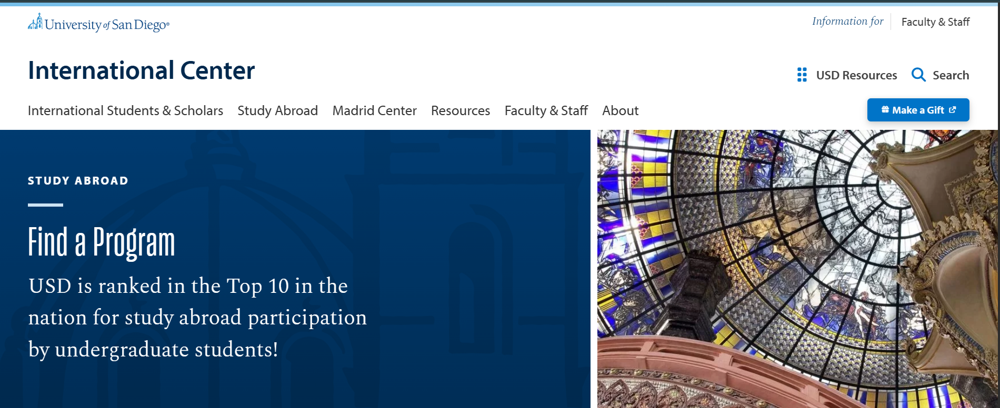 University of San Diego®
Information for
Faculty & Staff
International Center
USD Resources
Search
International Students & Scholars
Study Abroad
Madrid Center
Resources
Faculty & Staff
About
Make a Gift
STUDY ABROAD
Find a Program
USD is ranked in the Top 10 in the
nation for study abroad participation
by undergraduate students!